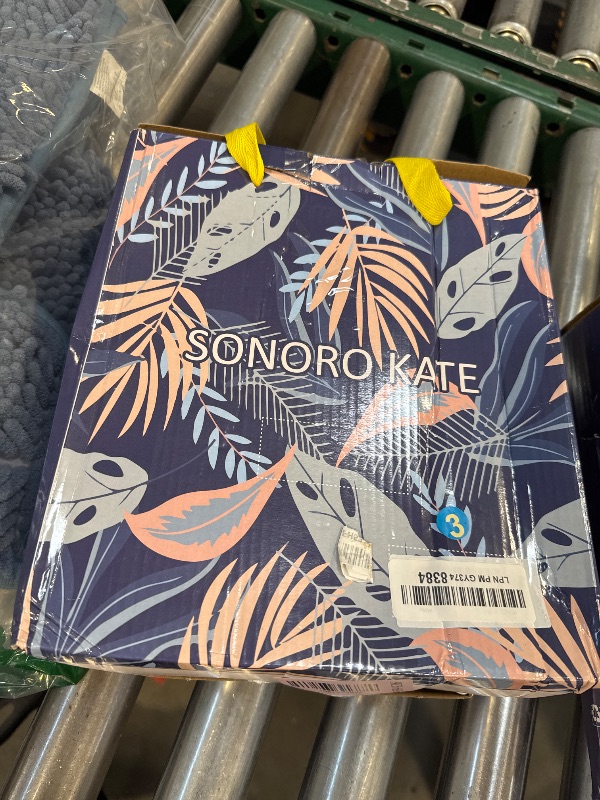 SONORO KATE
3
LPN PM GY374 8384